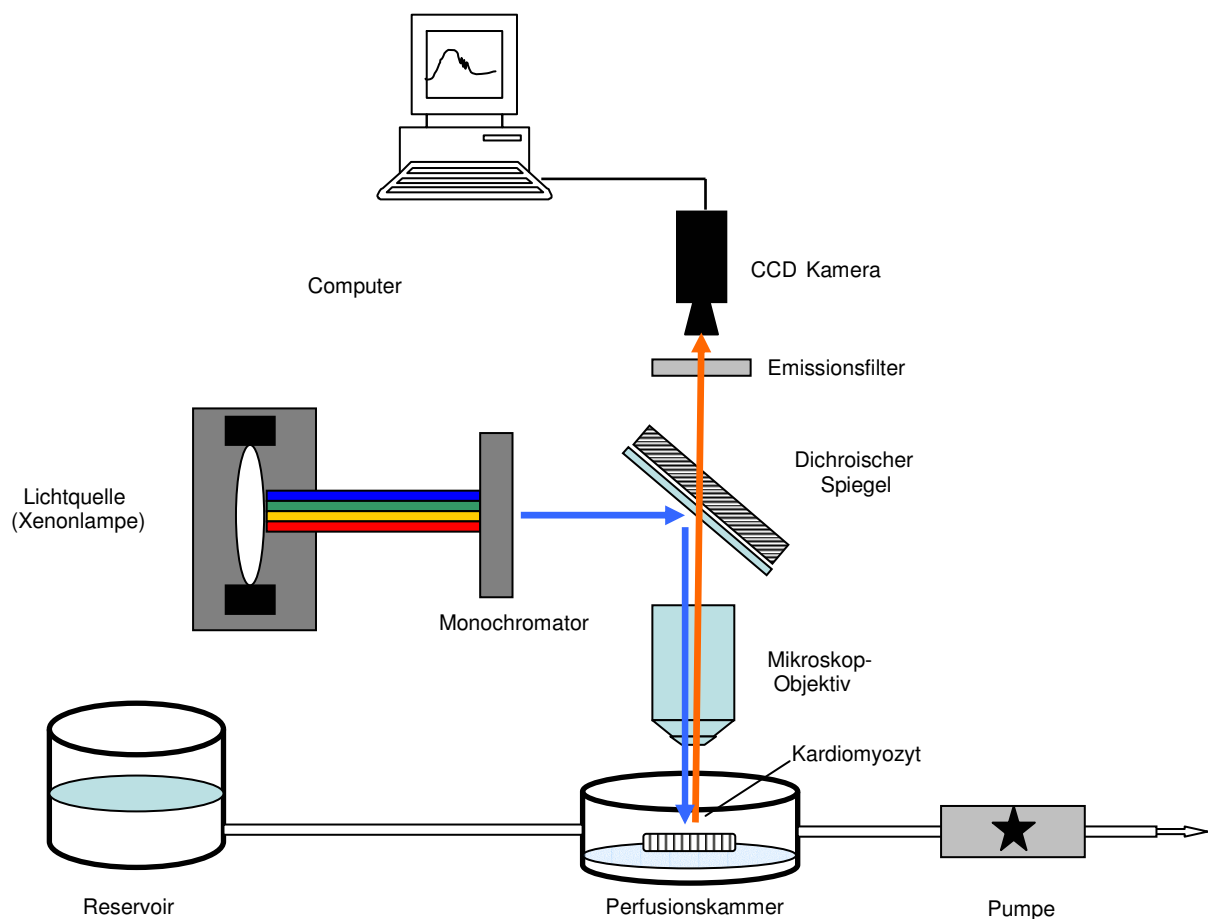 Computer
CCD Kamera
Emissionsfilter
Dichroischer
Spiegel
Lichtquelle
(Xenonlampe)
Monochromator
Mikroskop-
Objektiv
Kardiomyozyt
Reservoir
Perfusionskammer
Pumpe